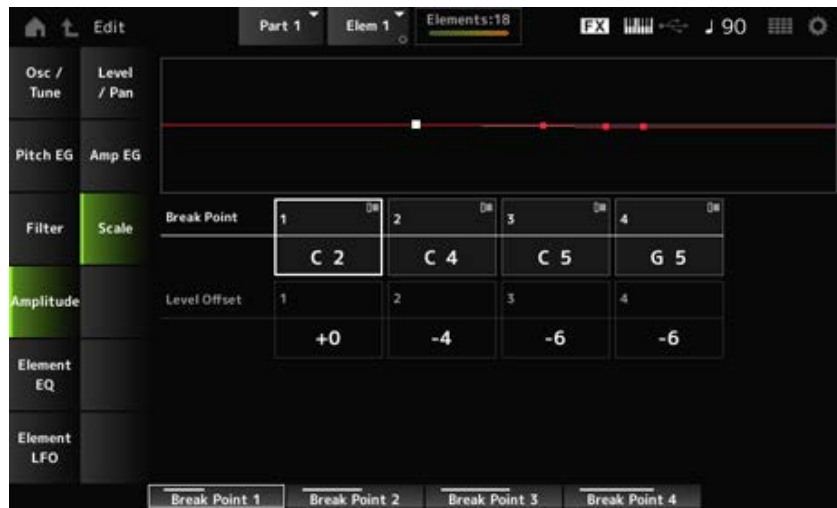 Edit
Part 1
Elem 1
Elements:18
FX
♩ 90
Osc /
Tune
Level
/ Pan
Pitch EG
Amp EG
Filter
Scale
Amplitude
Element
EQ
Element
LFO
Break Point
1
2
3
4
C 2
C 4
C 5
G 5
Level Offset
1
2
3
4
+0
-4
-6
-6
Break Point 1
Break Point 2
Break Point 3
Break Point 4